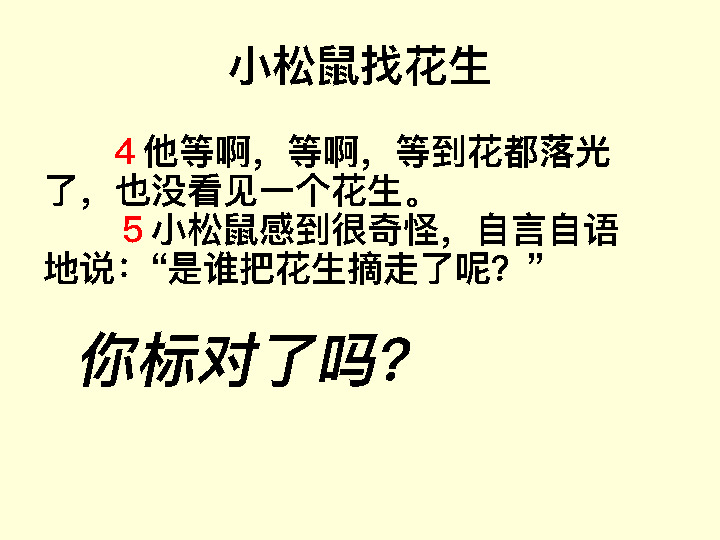 小松鼠找花生
4 他等啊，等啊，等到花都落光
了，也没看见一个花生。
5 小松鼠感到很奇怪，自言自语
地说：“是谁把花生摘走了呢？”
你标对了吗?